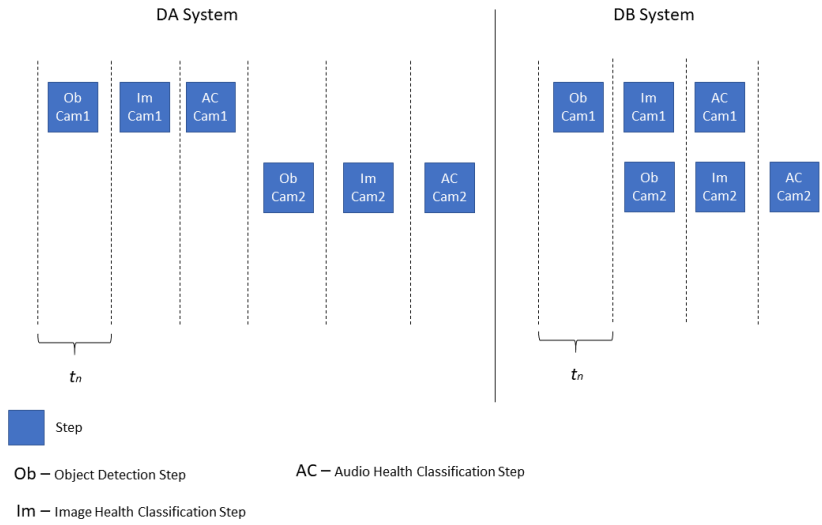 DA System
DB System
Ob
Cam1
Im
Cam1
AC
Cam1
Ob
Cam2
Im
Cam2
AC
Cam2
tn
Ob
Cam1
Im
Cam1
AC
Cam1
Ob
Cam2
Im
Cam2
AC
Cam2
tn
Step
Ob – Object Detection Step
AC – Audio Health Classification Step
Im – Image Health Classification Step